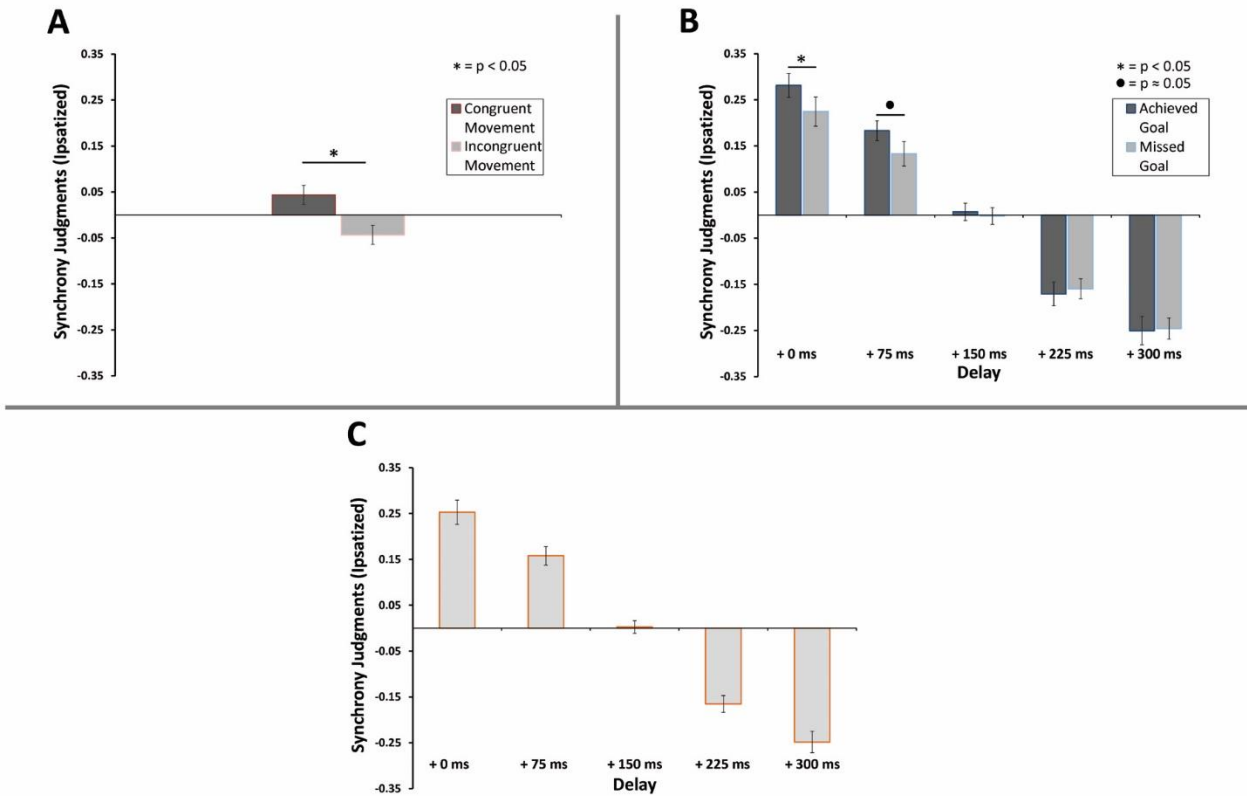 A
Synchrony Judgments (Ipsatized)
0.35
0.25
0.15
0.05
-0.05
-0.15
-0.25
-0.35
* = p < 0.05
Congruent
Movement
Incongruent
Movement
*
B
Synchrony Judgments (Ipsatized)
0.35
0.25
0.15
0.05
-0.05
-0.15
-0.25
-0.35
* = p < 0.05
● = p ≈ 0.05
Achieved
Goal
Missed
Goal
*
●
+ 0 ms + 75 ms + 150 ms + 225 ms + 300 ms
Delay
C
Synchrony Judgments (Ipsatized)
0.35
0.25
0.15
0.05
-0.05
-0.15
-0.25
-0.35
+ 0 ms + 75 ms + 150 ms + 225 ms + 300 ms
Delay